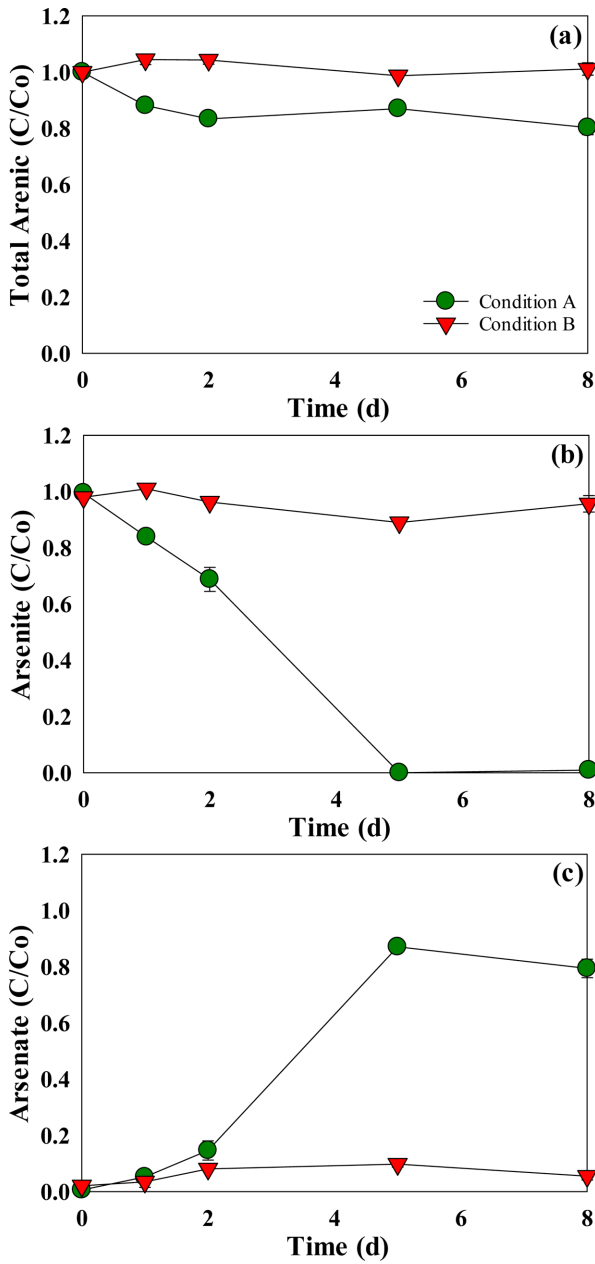 1.2
(a)
1.0
0.8
0.6
0.4
0.2
0.0
Total Arenic (C/Co)
Condition A
Condition B
0 2 4 6 8
Time (d)
1.2
(b)
1.0
0.8
0.6
0.4
0.2
0.0
Arsenite (C/Co)
0 2 4 6 8
Time (d)
1.2
(c)
1.0
0.8
0.6
0.4
0.2
0.0
Arsenate (C/Co)
0 2 4 6 8
Time (d)